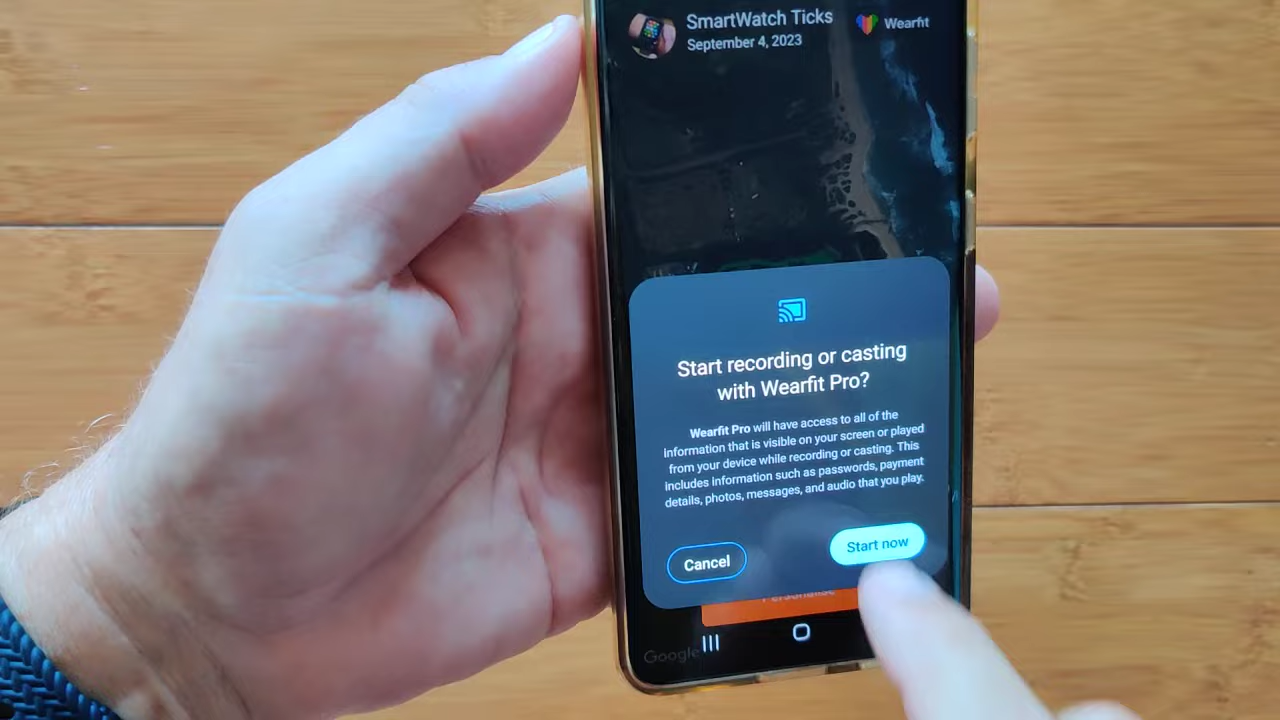 SmartWatch Ticks
September 4, 2023
Wearfit
Start recording or casting
with Wearfit Pro?
Wearfit Pro will have access to all of the
information that is visible on your screen or played
from your device while recording or casting. This
includes information such as passwords, payment
details, photos, messages, and audio that you play.
Start now
Cancel
Personalise
Google